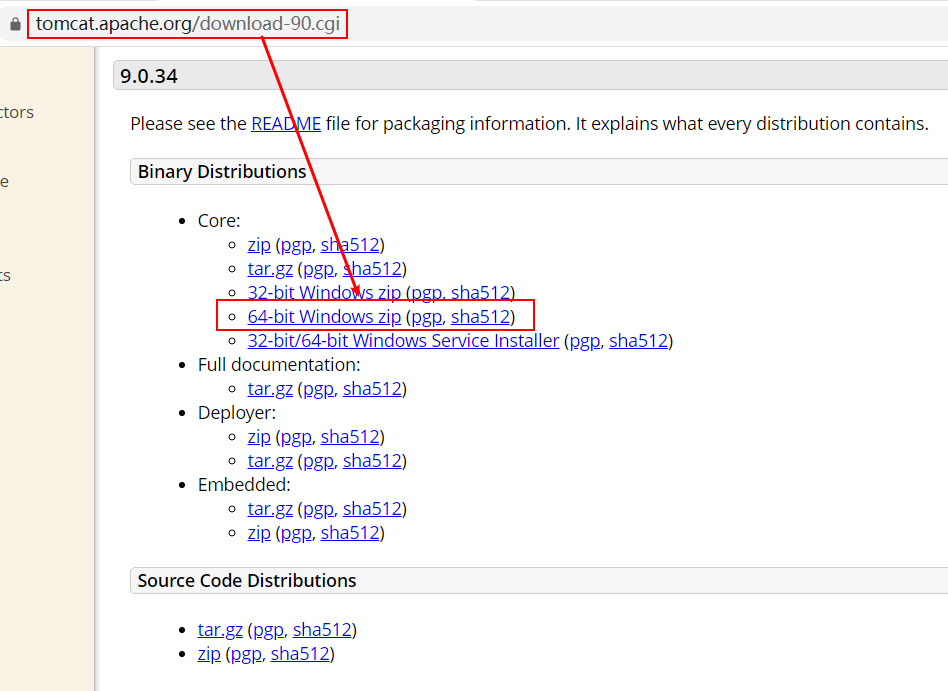 tomcat.apache.org/download-90.cgi
9.0.34
ctors
Please see the README file for packaging information. It explains what every distribution contains.
Binary Distributions
e
Core:
zip (pgp, sha512)
tar.gz (pgp, sha512)
ts
32-bit Windows zip (pgp, sha512)
64-bit Windows zip (pgp, sha512)
32-bit/64-bit Windows Service Installer (pgp, sha512)
Full documentation:
tar.gz (pgp, sha512)
Deployer:
zip (pgp, sha512)
tar.gz (pgp, sha512)
Embedded:
tar.gz (pgp, sha512)
zip (pgp, sha512)
Source Code Distributions
tar.gz (pgp, sha512)
zip (pgp, sha512)